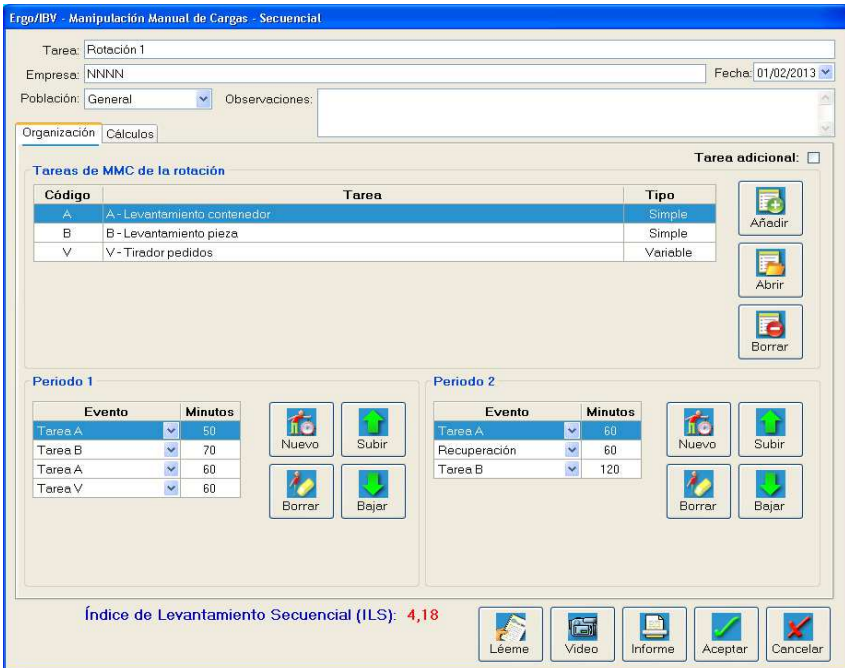 Ergo/IBV - Manipulación Manual de Cargas - Secuencial
Tarea: Rotación 1
Empresa: NNNN Fecha: 01/02/2013
Población: General Observaciones:
Organización Cálculos
Tarea adicional:
Tareas de MMC de la rotación
Código Tarea Tipo
A A - Levantamiento contenedor Simple
B B - Levantamiento pieza Simple
V V - Tirador pedidos Variable
Añadir
Abrir
Borrar
Periodo 1
Evento Minutos
Tarea A 50
Tarea B 70
Tarea A 60
Tarea V 60
Nuevo Subir
Borrar Bajar
Periodo 2
Evento Minutos
Tarea A 60
Recuperación 60
Tarea B 120
Nuevo Subir
Borrar Bajar
Índice de Levantamiento Secuencial (ILS): 4,18
Léeme Video Informe Aceptar Cancelar